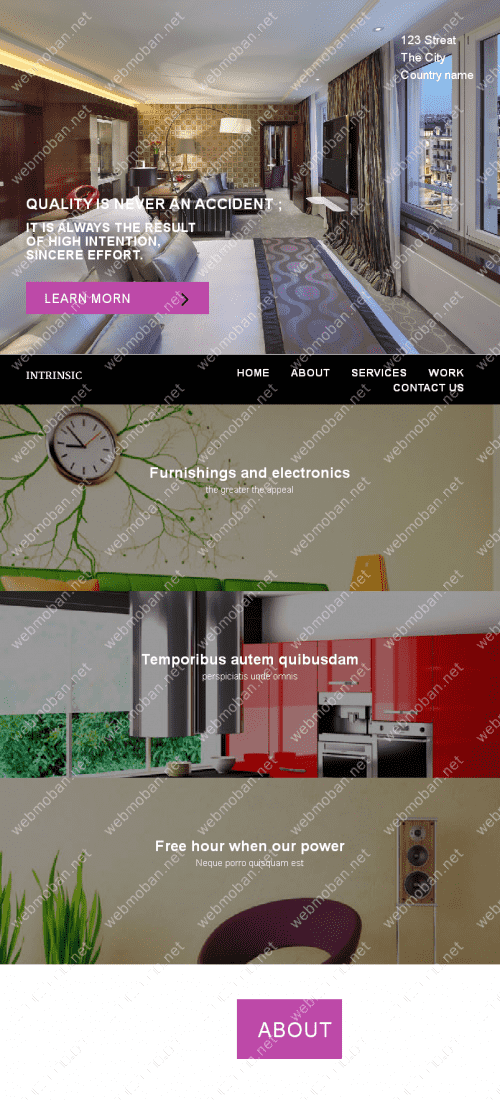 123 Streat
The City
Country name
QUALITY IS NEVER AN ACCIDENT ;
IT IS ALWAYS THE RESULT
OF HIGH INTENTION,
SINCERE EFFORT.
LEARN MORN
INTRINSIC
HOME ABOUT SERVICES WORK
CONTACT US
Furnishings and electronics
the greater the appeal
Temporibus autem quibusdam
perspiciatis unde omnis
Free hour when our power
Neque porro quisquam est
ABOUT
webmoban.net